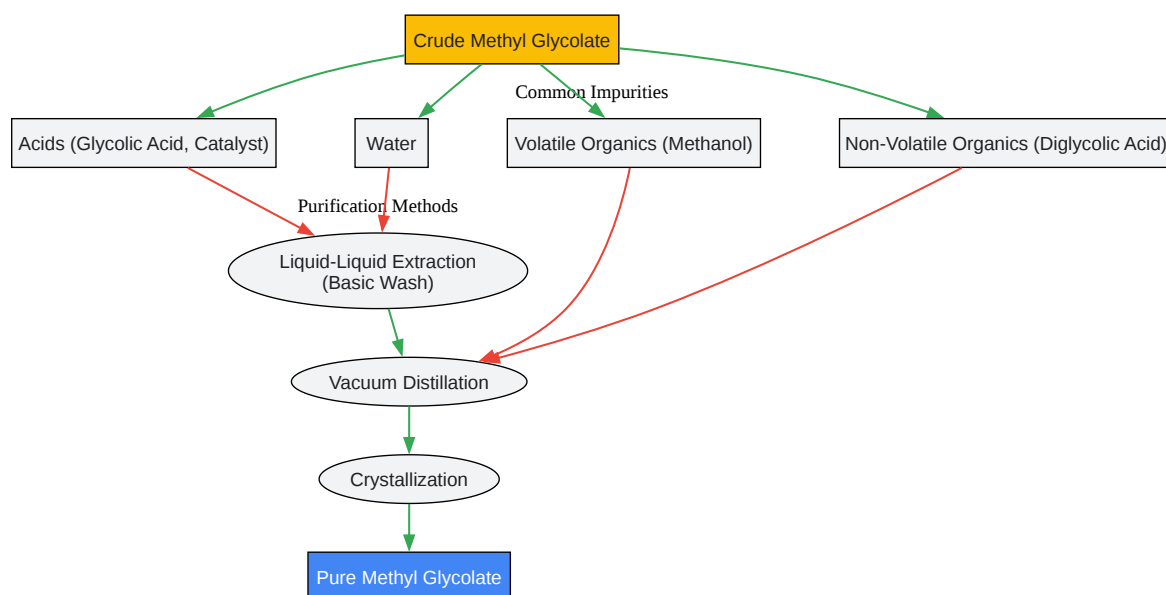 Crude Methyl Glycolate
Common Impurities
Acids (Glycolic Acid, Catalyst)
Water
Volatile Organics (Methanol)
Non-Volatile Organics (Diglycolic Acid)
Purification Methods
Liquid-Liquid Extraction
(Basic Wash)
Vacuum Distillation
Crystallization
Pure Methyl Glycolate